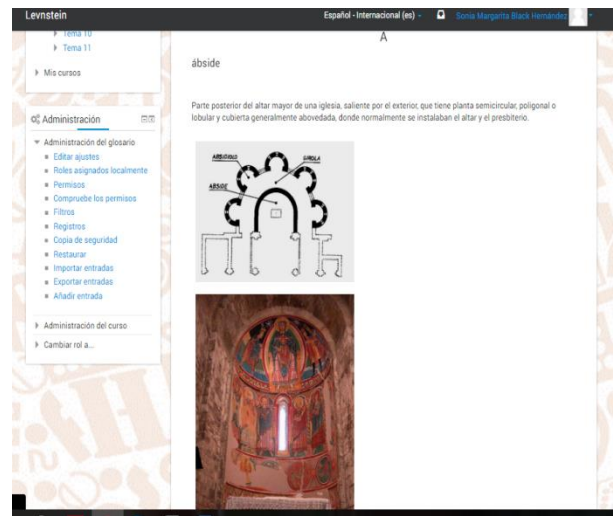 Levnstein
Español - Internacional (es)
Sonia Margarita Black Hernández
Tema 10
Tema 11
Mis cursos
Administración
Administración del glosario
Editar ajustes
Roles asignados localmente
Permisos
Compruebe los permisos
Filtros
Registros
Copia de seguridad
Restaurar
Importar entradas
Exportar entradas
Añadir entrada
Administración del curso
Cambiar rol a...
A
ábside
Parte posterior del altar mayor de una iglesia, saliente por el exterior, que tiene planta semicircular, poligonal o
lobular y cubierta generalmente abovedada, donde normalmente se instalaban el altar y el presbiterio.
ABSIDIOLO
GIROLA
ABSIDE